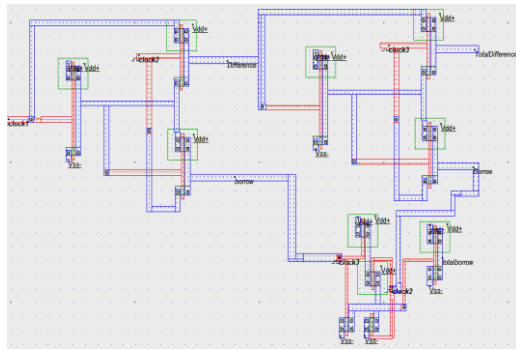 Vdd+
Vdd+
clock2
clock3
Vdd+
Vdd+
Difference
TotalDifference
clock1
Vdd+
Vdd+
Vss-
Vss-
borrow
Borrow
Vdd+
Vdd+
clock3
Vdd+
Totalborrow
clock2
Vss-
Vss-
Vss-